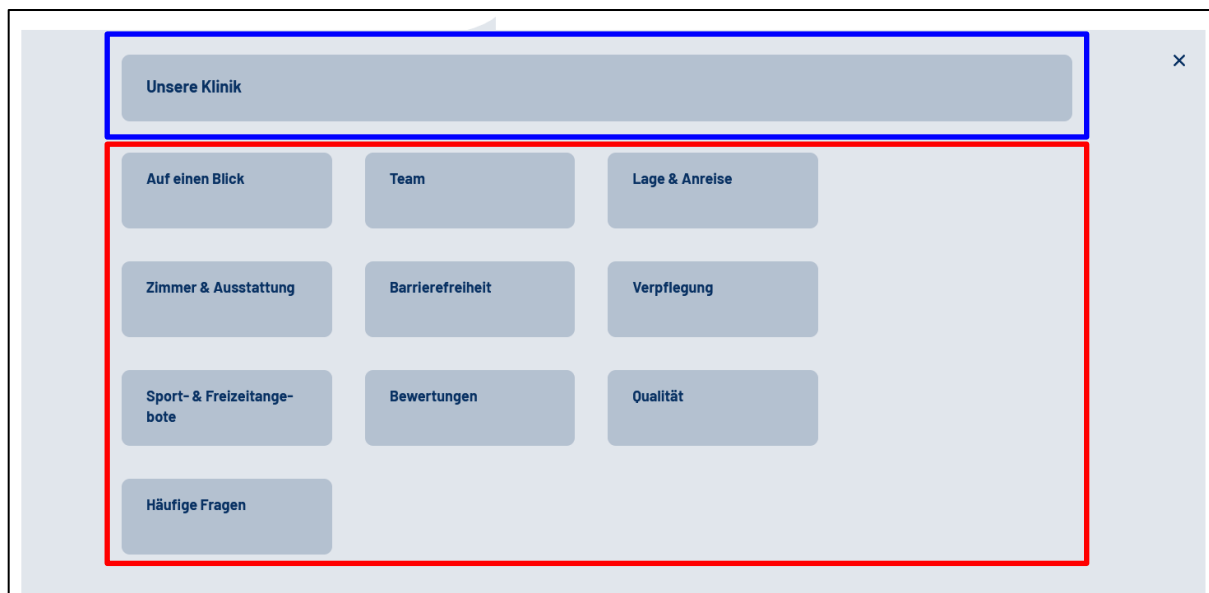 Unsere Klinik
Auf einen Blick
Team
Lage & Anreise
Zimmer & Ausstattung
Barrierefreiheit
Verpflegung
Sport- & Freizeitange-
bote
Bewertungen
Qualität
Häufige Fragen